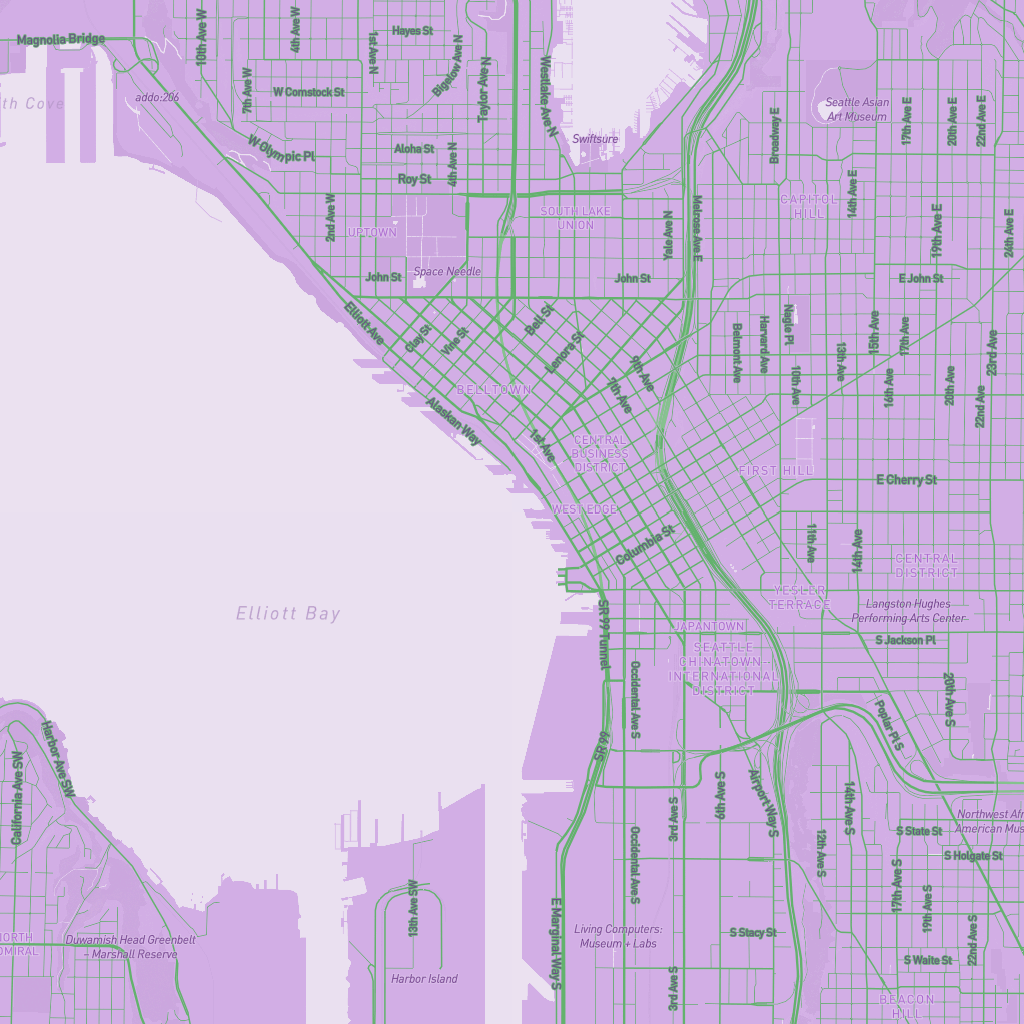 Magnolia Bridge
10th Ave W
4th Ave W
1st Ave N
Hayes St
Bigelow Ave N
Taylor Ave N
Westlake Ave N
th Cove
addo:206
7th Ave W
W Comstock St
Swiftsure
Broadway E
Seattle Asian
Art Museum
17th Ave E
20th Ave E
22nd Ave E
W Olympic Pl
Aloha St
4th Ave N
Roy St
2nd Ave W
UPTOWN
SOUTH LAKE
UNION
Yale Ave N
Melrose Ave E
CAPITOL
HILL
14th Ave E
19th Ave E
24th Ave E
John St
Space Needle
John St
E John St
Elliott Ave
Clay St
Vine St
Bell St
Lenora St
9th Ave
7th Ave
Belmont Ave
Harvard Ave
Nagle Pl
10th Ave
13th Ave
15th Ave
17th Ave
16th Ave
20th Ave
22nd Ave
23rd Ave
BELLTOWN
Alaskan Way
1st Ave
CENTRAL
BUSINESS
DISTRICT
FIRST HILL
E Cherry St
WEST EDGE
Columbia St
11th Ave
14th Ave
CENTRAL
DISTRICT
Elliott Bay
YESLER
TERRACE
Langston Hughes
Performing Arts Center
SR 99 Tunnel
JAPANTOWN
S Jackson Pl
SEATTLE
CHINATOWN-
INTERNATIONAL
DISTRICT
Occidental Ave S
20th Ave S
Poplar Pl S
SR 99
Harbor Ave SW
California Ave SW
3rd Ave S
6th Ave S
Airport Way S
14th Ave S
12th Ave S
Northwest Afr
American Mus
S State St
S Holgate St
Occidental Ave S
17th Ave S
19th Ave S
22nd Ave S
13th Ave SW
E Marginal Way S
Living Computers:
Museum + Labs
S Stacy St
NORTH
DMIRAL
Duwamish Head Greenbelt
– Marshall Reserve
Harbor Island
3rd Ave S
S Waite St
BEACON
HILL